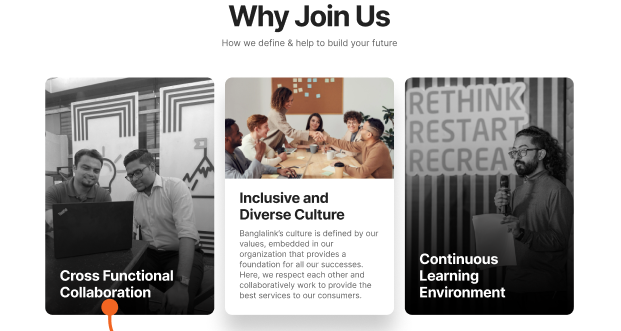 Why Join Us
How we define & help to build your future
Cross Functional
Collaboration
Inclusive and
Diverse Culture
Banglalink's culture is defined by our
values, embedded in our
organization that provides a
foundation for all our successes.
Here, we respect each other and
collaboratively work to provide the
best services to our consumers.
RETHINK
RESTART
RECREA
Continuous
Learning
Environment